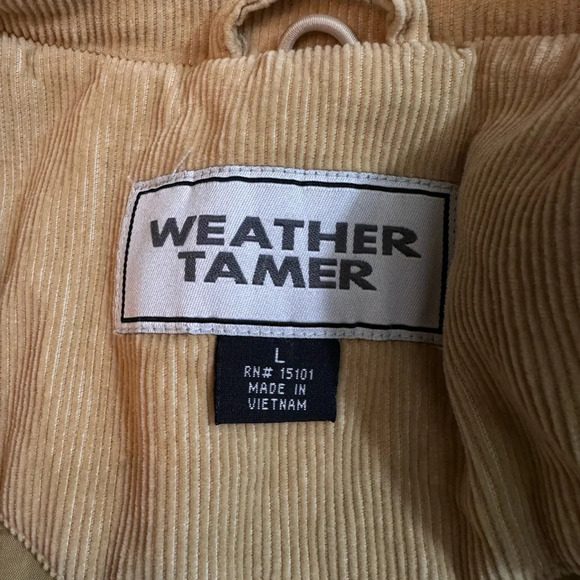 WEATHER
TAMER
L
RN# 15101
MADE IN
VIETNAM